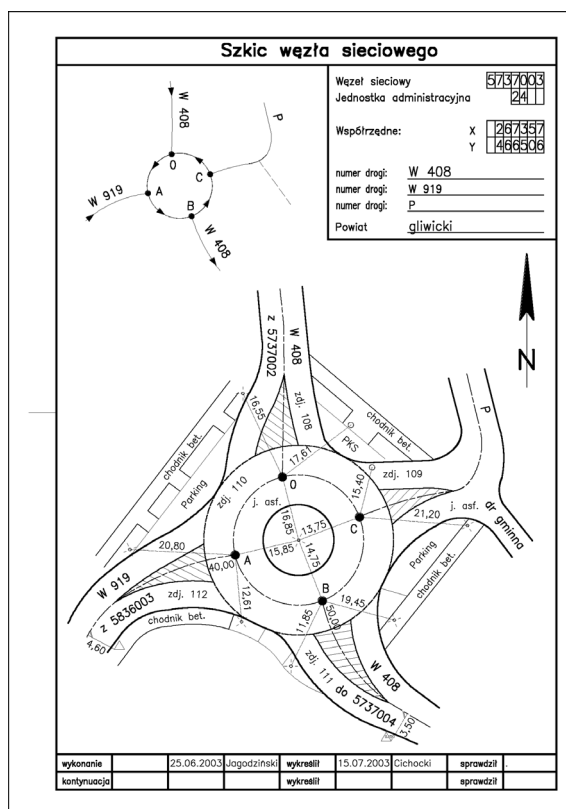 Szkic węzła sieciowego
Węzeł sieciowy 5737003
Jednostka administracyjna 24
Współrzędne: X 267357
Y 466506
numer drogi: W 408
numer drogi: W 919
numer drogi: P
Powiat gliwicki
W 408
P
O
C
A
W 919
B
W 408
N
z 5737002
W 408
P
chodnik bet.
16,55
zdj. 108
chodnik bet.
PKS
17,61
Parking
zdj. 110
zdj. 109
O
15,40
j. asf.
j. asf.
dr gminna
16,85
13,75
C
21,20
20,80
15,85
14,75
A
40,00
Parking
chodnik bet.
W 919
12,61
B
19,45
zdj. 112
11,85
50,00
z 5836003
chodnik bet.
4,60
zdj. 111
W 408
do 5737004
3,50
wykonanie 25.06.2003 Jagodziński wykreślił 15.07.2003 Cichocki sprawdził .
kontynuacja wykreślił sprawdził